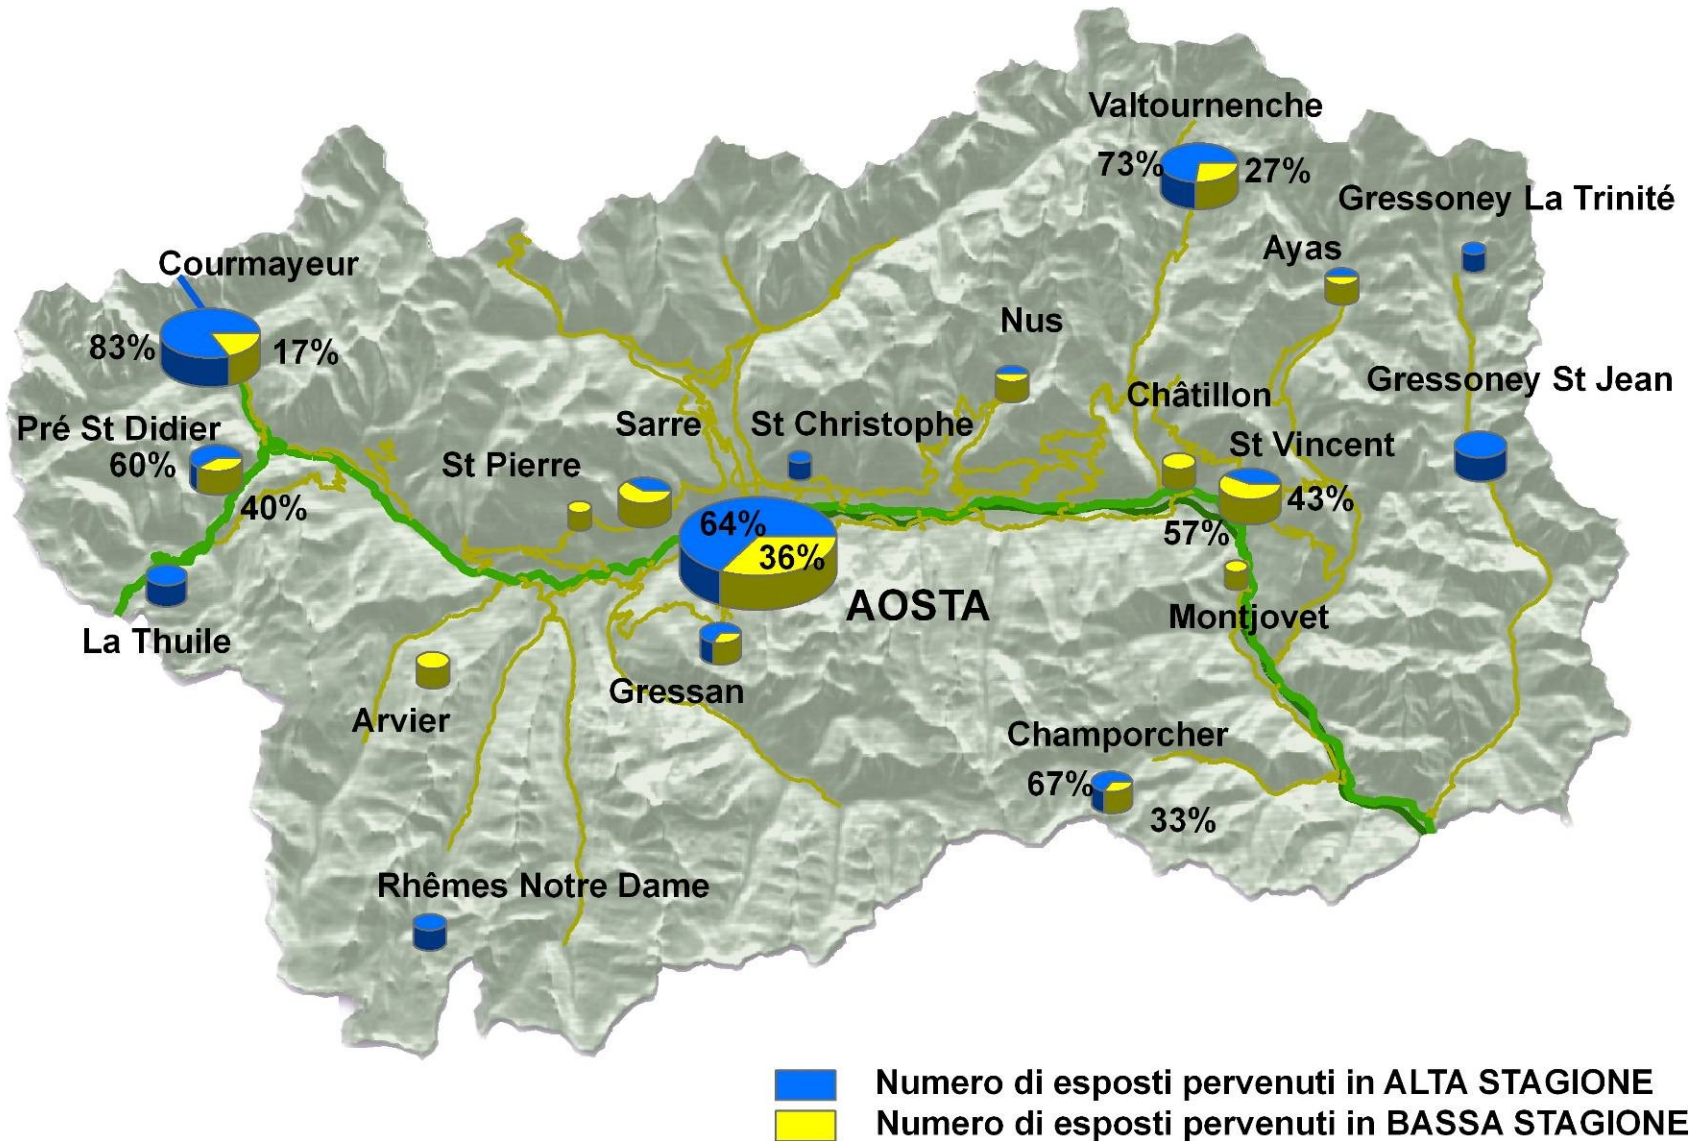 Valtournenche
73%
27%
Gressoney La Trinité
Ayas
Courmayeur
83%
17%
Nus
Gressoney St Jean
Châtillon
Pré St Didier
60%
40%
Sarre
St Christophe
St Pierre
St Vincent
43%
57%
64%
36%
AOSTA
La Thuile
Montjovet
Gressan
Arvier
Champorcher
67%
33%
Rhêmes Notre Dame
Numero di esposti pervenuti in ALTA STAGIONE
Numero di esposti pervenuti in BASSA STAGIONE